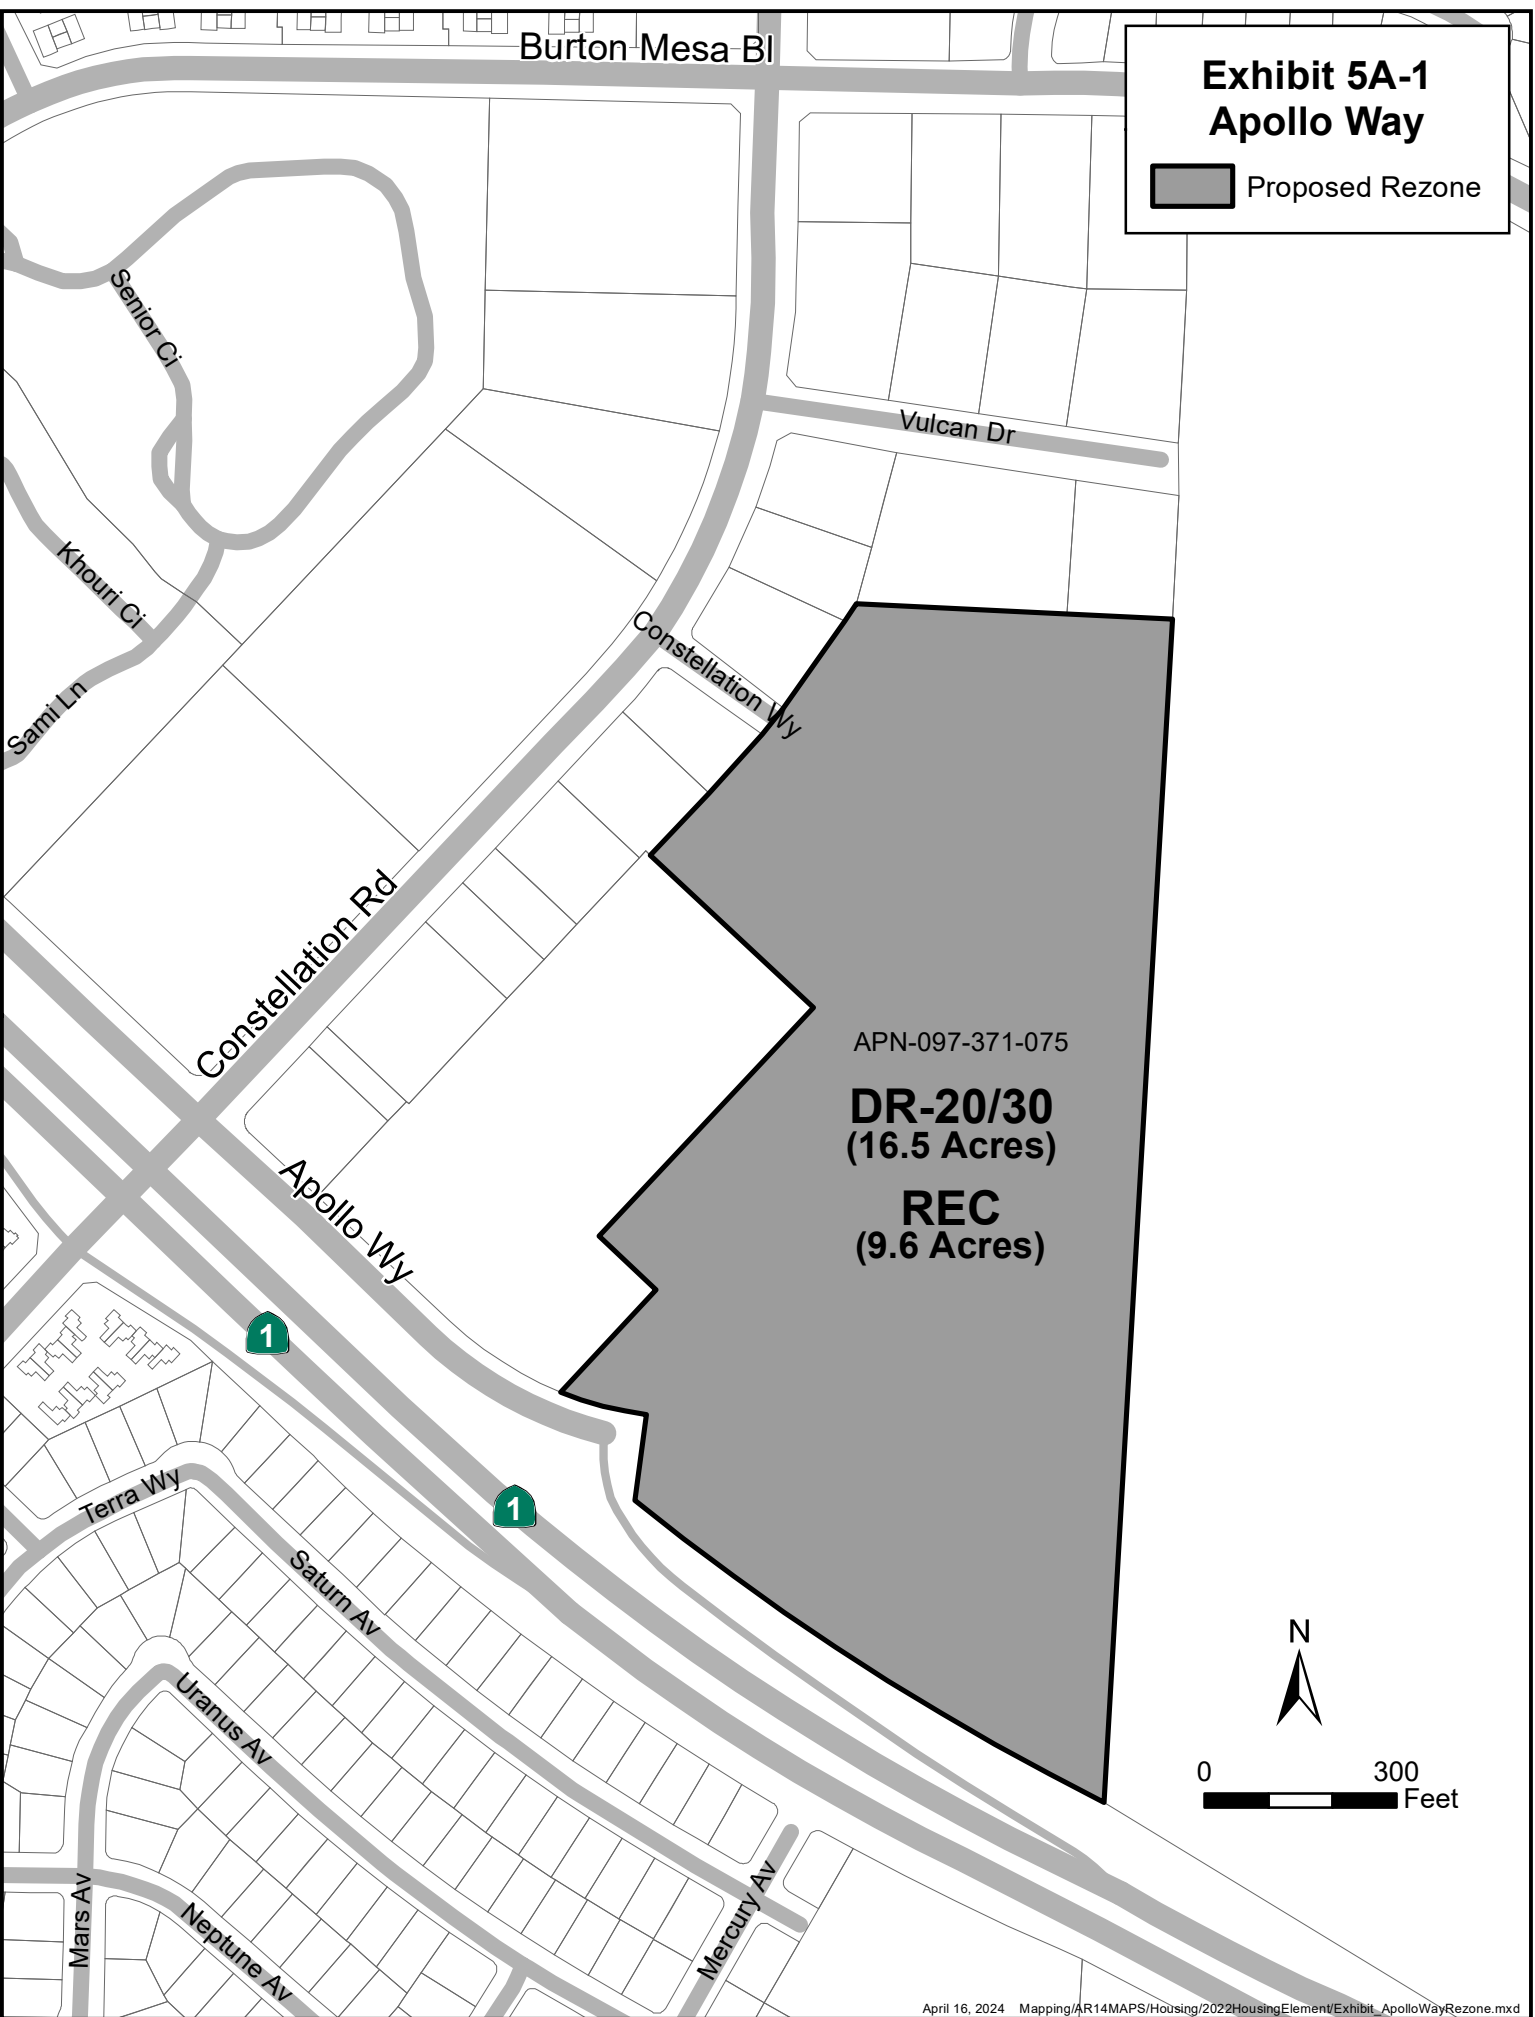 Burton Mesa Bl
Exhibit 5A-1
Apollo Way
Proposed Rezone
Senior Ci
Vulcan Dr
Khouri Ci
Constellation Wy
Sami Ln
Constellation Rd
APN-097-371-075
DR-20/30
(16.5 Acres)
REC
(9.6 Acres)
Apollo Wy
1
1
Terra Wy
Saturn Av
Uranus Av
N
0 300
Feet
Mars Av
Neptune Av
Mercury Av
April 16, 2024 Mapping/AR14MAPS/Housing/2022HousingElement/Exhibit_ApolloWayRezone.mxd